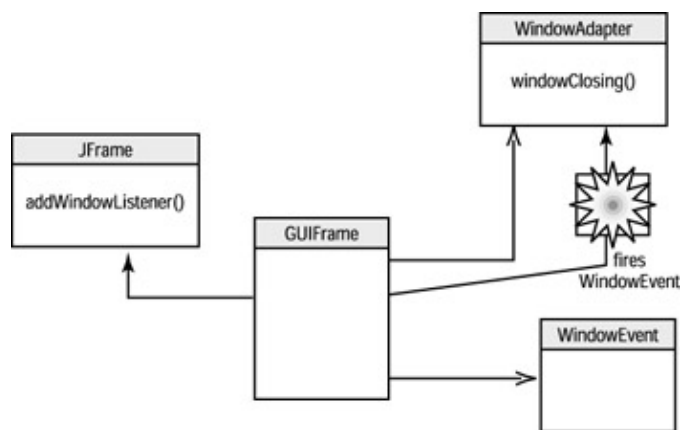 WindowAdapter
windowClosing()
JFrame
addWindowListener()
GUIFrame
fires
WindowEvent
WindowEvent